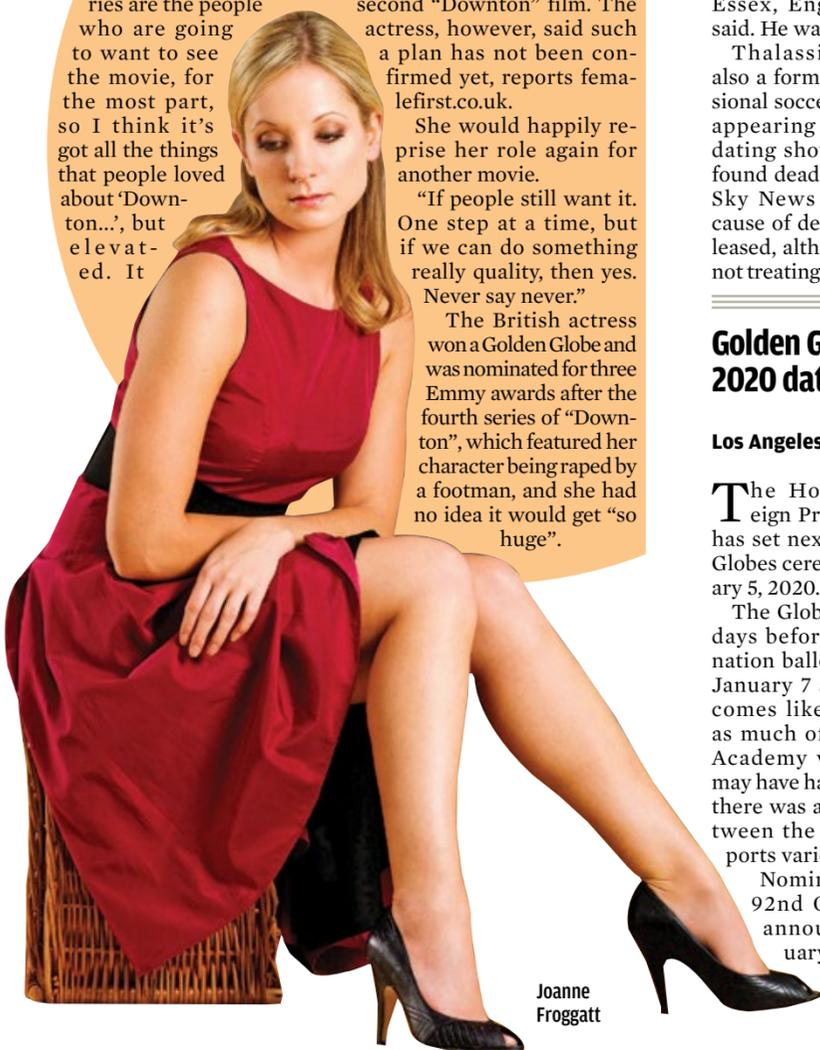 ries are the people
who are going
to want to see
the movie, for
the most part,
so I think it's
got all the things
that people loved
about ‘Down-
ton...’, but
elevat-
ed. It
second “Downton” film. The
actress, however, said such
a plan has not been con-
firmed yet, reports fema-
lefirst.co.uk.
She would happily re-
prise her role again for
another movie.
“If people still want it.
One step at a time, but
if we can do something
really quality, then yes.
Never say never.”
The British actress
won a Golden Globe and
was nominated for three
Emmy awards after the
fourth series of “Down-
ton”, which featured her
character being raped by
a footman, and she had
no idea it would get “so
huge”.
Joanne
Froggatt
Essex, Eng
said. He wa
Thalassi
also a form
sional socce
appearing
dating sho
found dead
Sky News
cause of de
leased, alth
not treating
Golden G
2020 dat
Los Angeles
The Ho
eign Pr
has set nex
Globes cere
ary 5, 2020.
The Glob
days befor
nation ballo
January 7
comes like
as much o
Academy
may have ha
there was a
tween the
ports vari
Nomin
92nd O
annou
uary